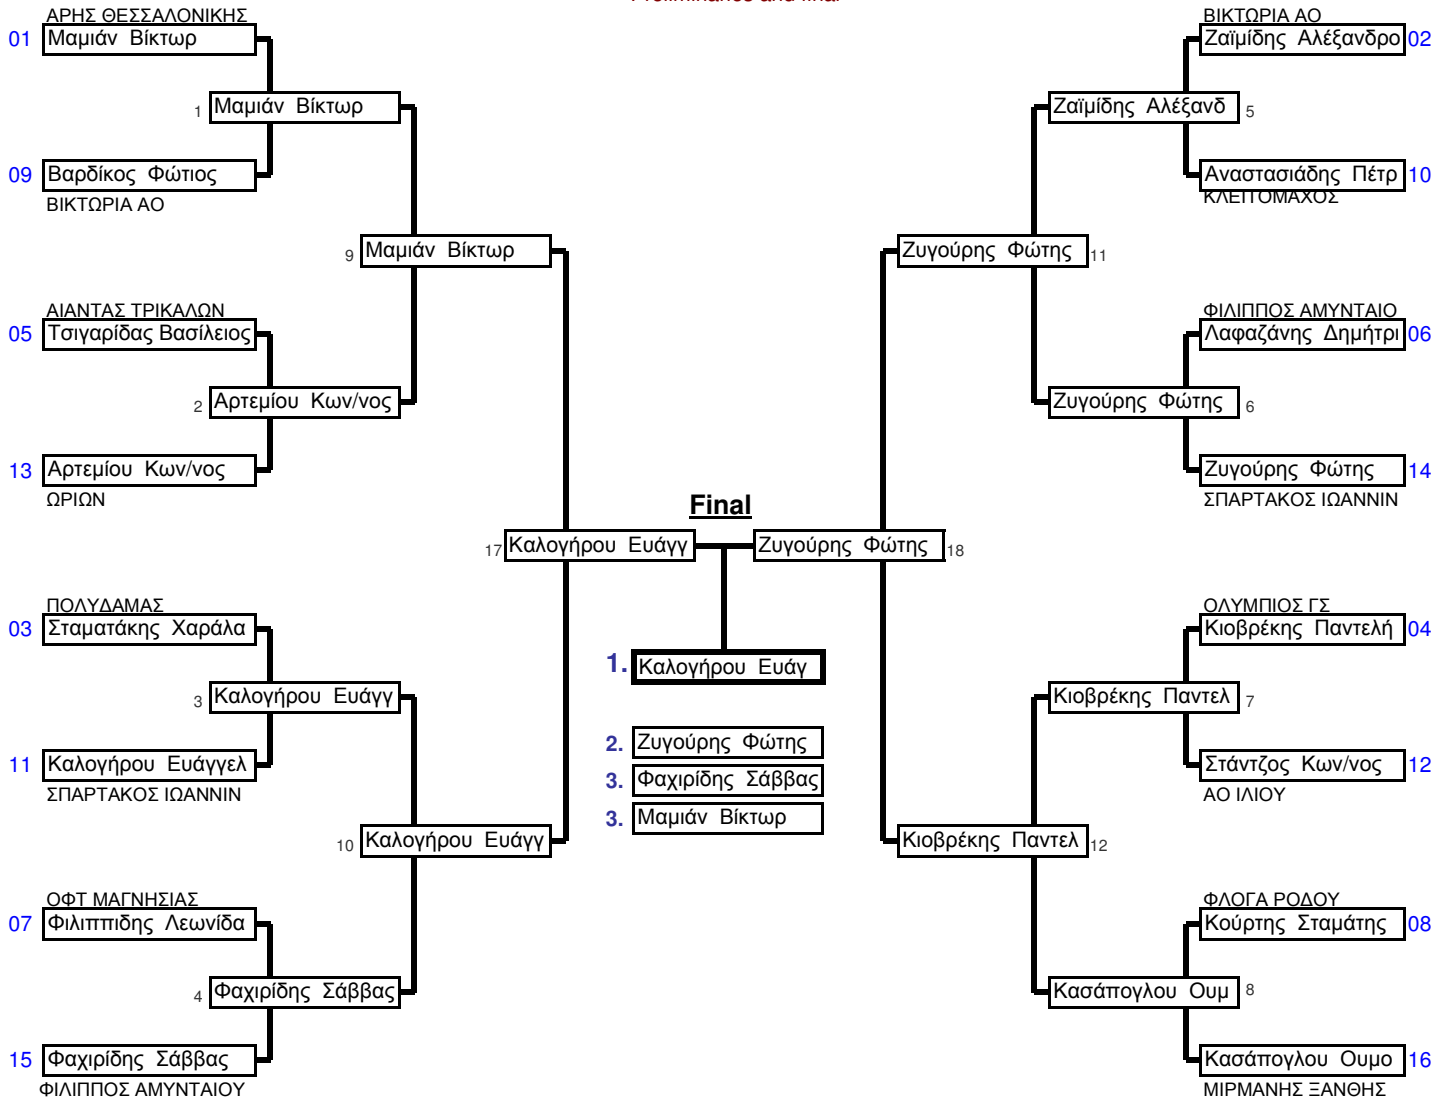 Preliminaries and final
ΑΡΗΣ ΘΕΣΣΑΛΟΝΙΚΗΣ
01 Μαμιάν Βίκτωρ
1 Μαμιάν Βίκτωρ
09 Βαρδίκος Φώτιος
ΒΙΚΤΩΡΙΑ ΑΟ
9 Μαμιάν Βίκτωρ
ΑΙΑΝΤΑΣ ΤΡΙΚΑΛΩΝ
05 Τσιγαρίδας Βασίλειος
2 Αρτεμίου Κων/νος
13 Αρτεμίου Κων/νος
ΩΡΙΩΝ
17 Καλογήρου Ευάγγ
ΠΟΛΥΔΑΜΑΣ
03 Σταματάκης Χαράλα
3 Καλογήρου Ευάγγ
11 Καλογήρου Ευάγγελ
ΣΠΑΡΤΑΚΟΣ ΙΩΑΝΝΙΝ
10 Καλογήρου Ευάγγ
ΟΦΤ ΜΑΓΝΗΣΙΑΣ
07 Φιλιππιδης Λεωνίδα
4 Φαχιρίδης Σάββας
15 Φαχιρίδης Σάββας
ΦΙΛΙΠΠΟΣ ΑΜΥΝΤΑΙΟΥ
Final
1. Καλογήρου Ευάγ
2. Ζυγούρης Φώτης
3. Φαχιρίδης Σάββας
3. Μαμιάν Βίκτωρ
ΒΙΚΤΩΡΙΑ ΑΟ
Ζαϊμίδης Αλέξανδρο 02
Ζαϊμίδης Αλέξανδ 5
Αναστασιάδης Πέτρ 10
ΚΛΕΙΤΟΜΑΧΟΣ
Ζυγούρης Φώτης 11
ΦΙΛΙΠΠΟΣ ΑΜΥΝΤΑΙΟ
Λαφαζάνης Δημήτρι 06
Ζυγούρης Φώτης 6
Ζυγούρης Φώτης 14
ΣΠΑΡΤΑΚΟΣ ΙΩΑΝΝΙΝ
Ζυγούρης Φώτης 18
ΟΛΥΜΠΙΟΣ ΓΣ
Κιοβρέκης Παντελή 04
Κιοβρέκης Παντελ 7
Στάντζος Κων/νος 12
ΑΟ ΙΛΙΟΥ
Κιοβρέκης Παντελ 12
ΦΛΟΓΑ ΡΟΔΟΥ
Κούρτης Σταμάτης 08
Κασάπογλου Ουμ 8
Κασάπογλου Ουμο 16
ΜΙΡΜΑΝΗΣ ΞΑΝΘΗΣ